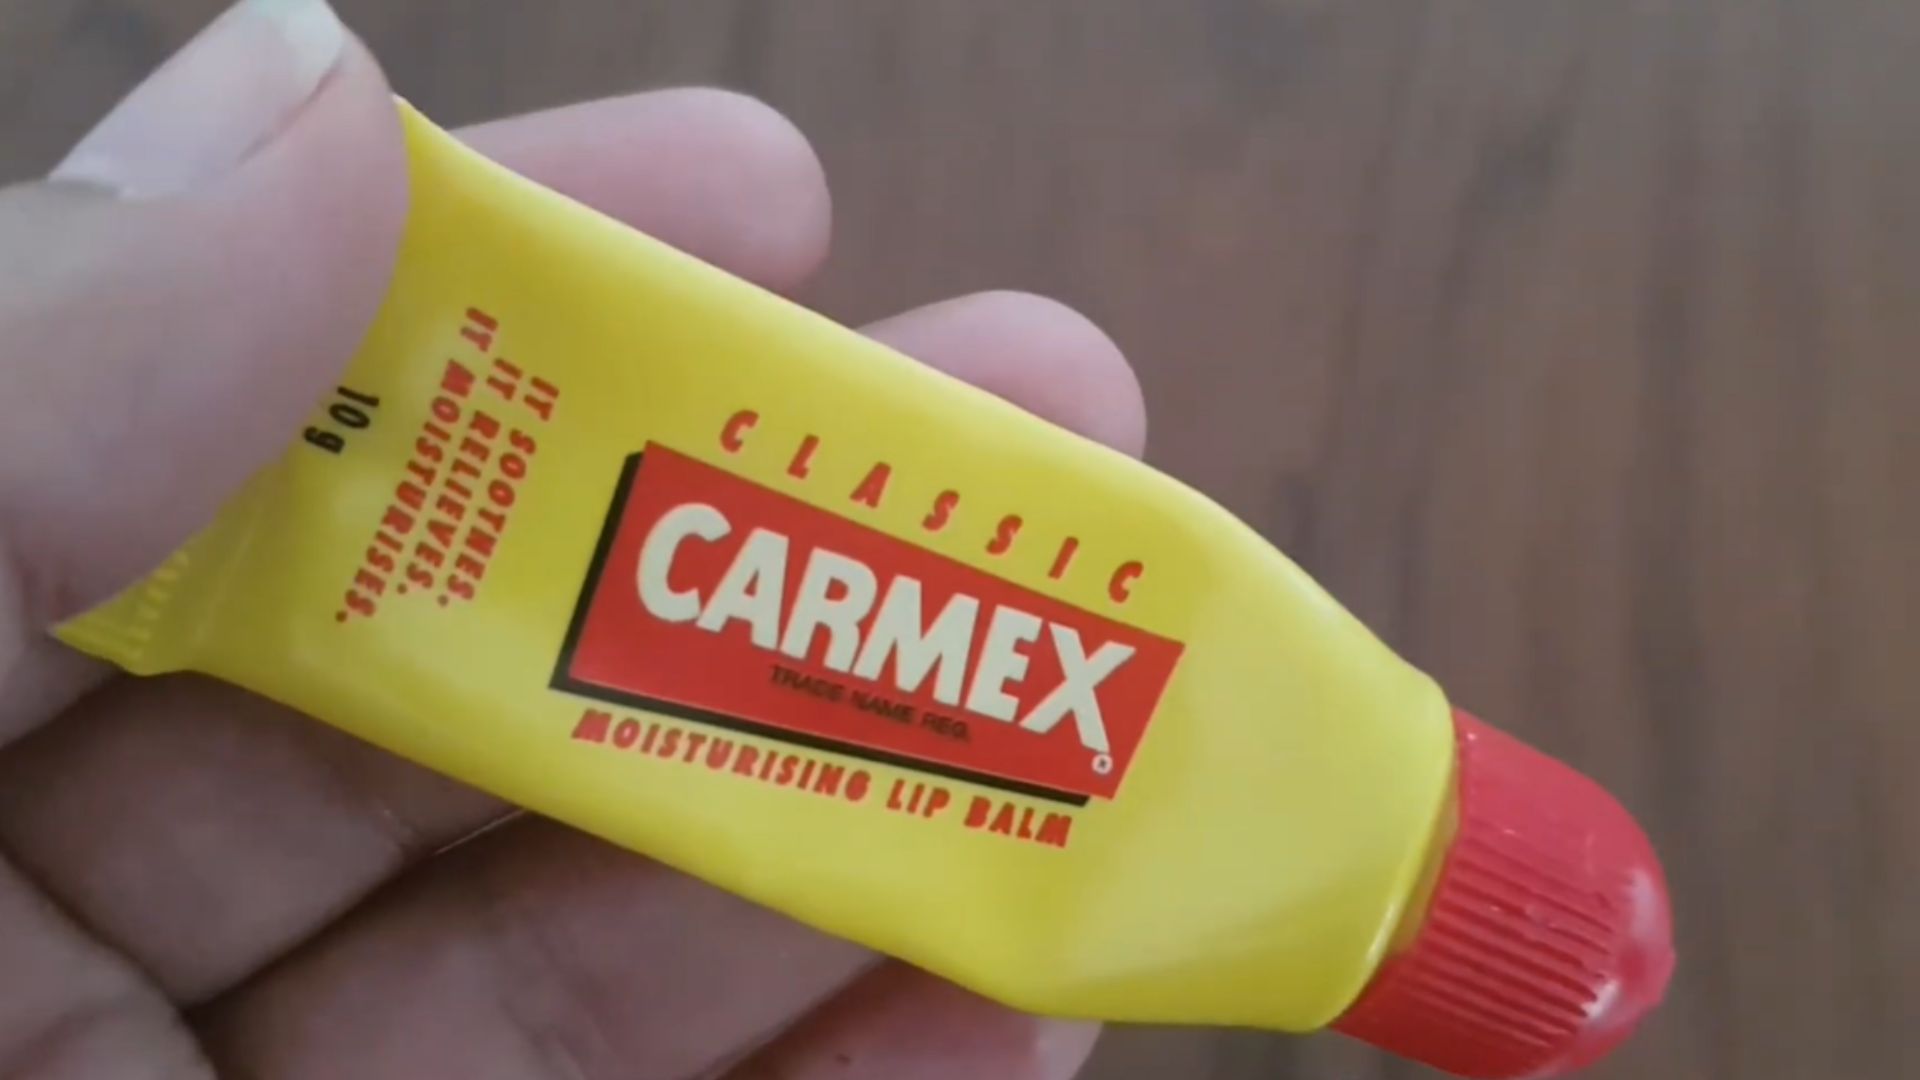 CLASSIC
CARMEX
TRADE NAME REG.
®
MOISTURISING LIP BALM
IT SOOTHES.
IT RELIEVES.
IT MOISTURISES.
10g